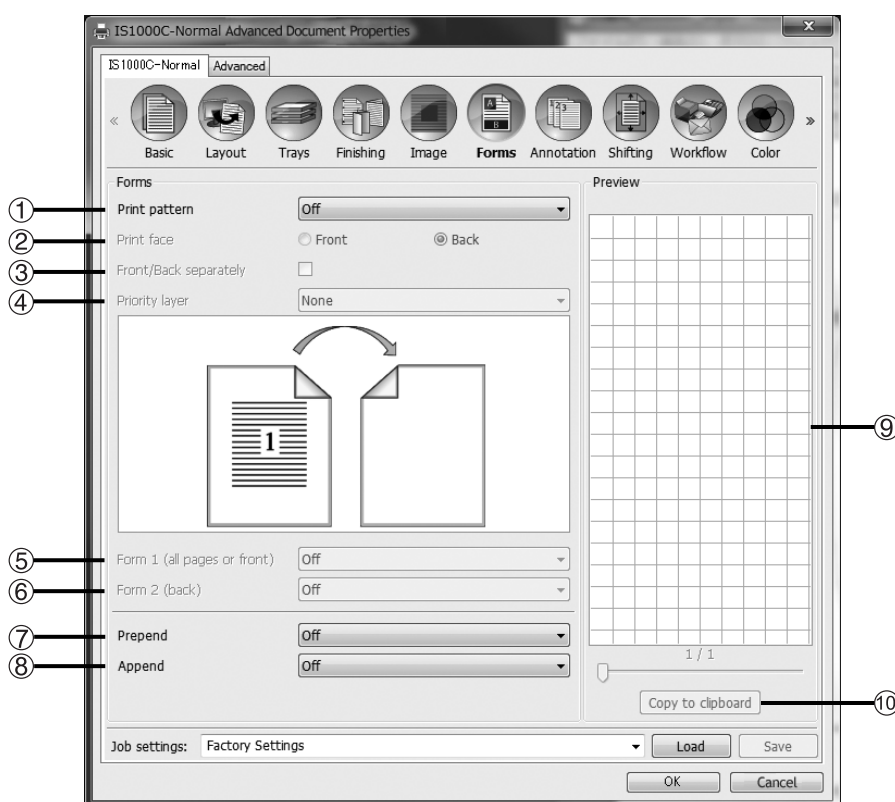 IS1000C-Normal Advanced Document Properties
IS1000C-Normal Advanced
« Basic Layout Trays Finishing Image Forms Annotation Shifting Workflow Color »
A
B
123
Forms
Preview
① Print pattern Off
② Print face Front Back
③ Front/Back separately
④ Priority layer None
1
⑨
⑤ Form 1 (all pages or front) Off
⑥ Form 2 (back) Off
⑦ Prepend Off
⑧ Append Off
1 / 1
Copy to clipboard ⑩
Job settings: Factory Settings Load Save
OK Cancel